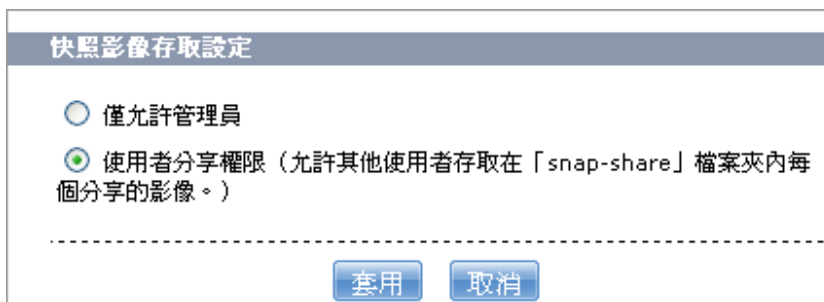 快照影像存取設定
僅允許管理員
使用者分享權限（允許其他使用者存取在「snap-share」檔案夾內每
個分享的影像。）
套用 取消